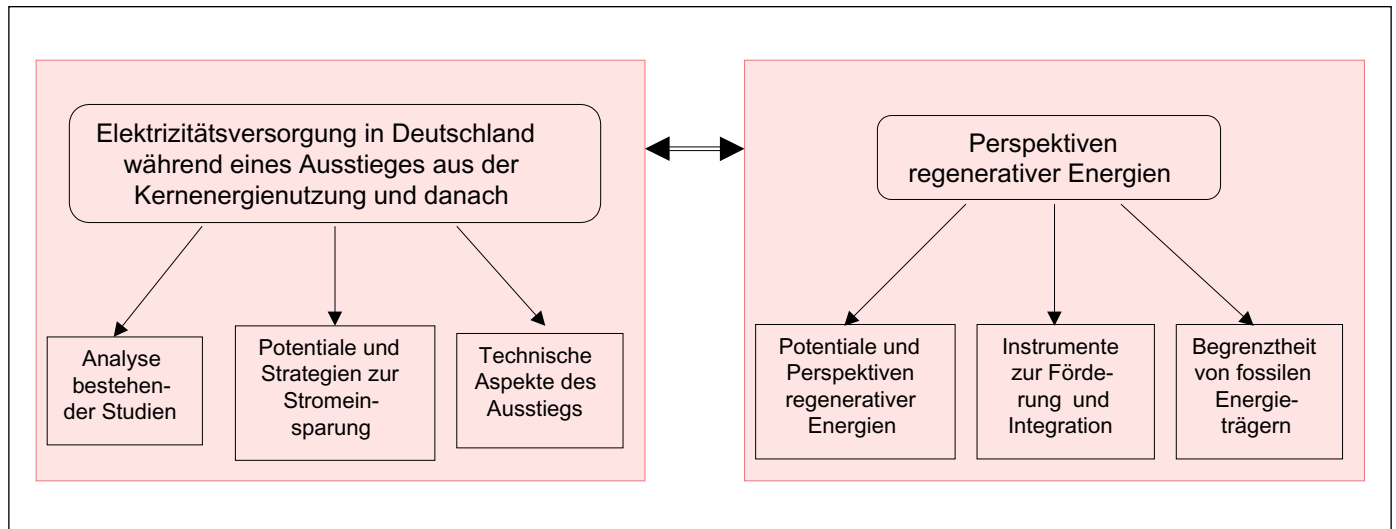 Elektrizitätsversorgung in Deutschland
während eines Ausstieges aus der
Kernenergienutzung und danach
Analyse
bestehen-
der Studien
Potentiale und
Strategien zur
Stromein-
sparung
Technische
Aspekte des
Ausstiegs
Perspektiven
regenerativer Energien
Potentiale und
Perspektiven
regenerativer
Energien
Instrumente
zur Förde-
rung und
Integration
Begrenztheit
von fossilen
Energie-
trägern